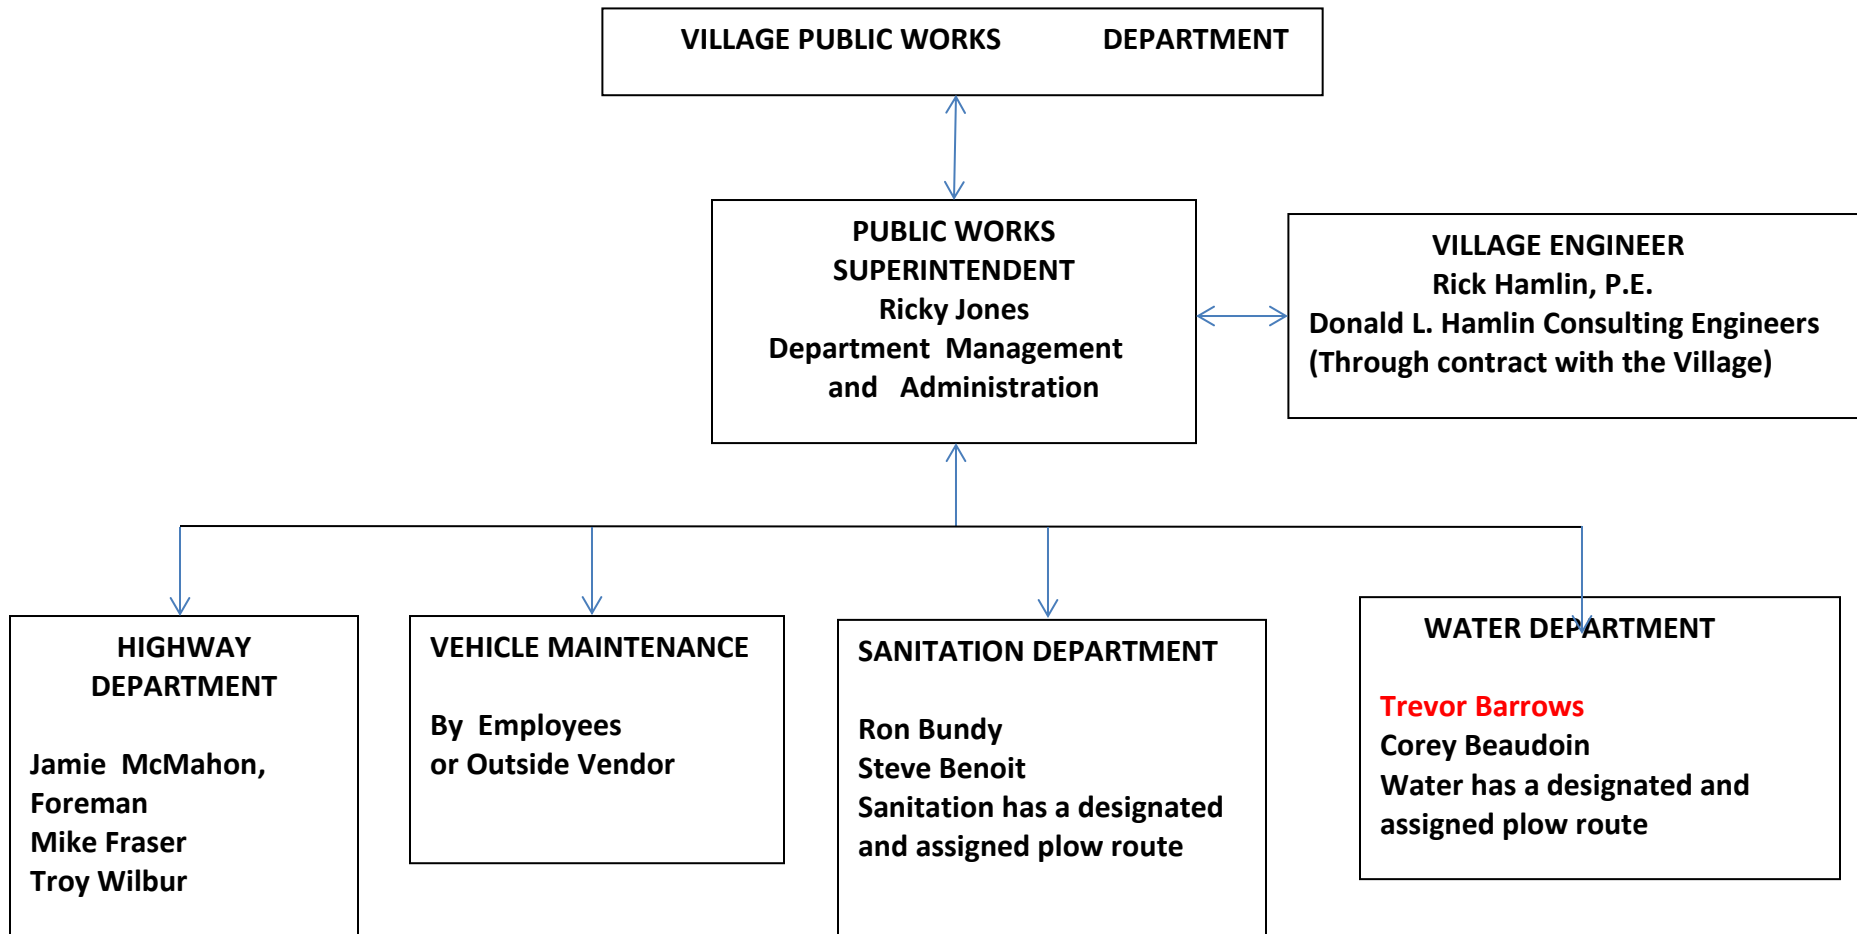 VILLAGE PUBLIC WORKS DEPARTMENT
PUBLIC WORKS
SUPERINTENDENT
Ricky Jones
Department Management
and Administration
VILLAGE ENGINEER
Rick Hamlin, P.E.
Donald L. Hamlin Consulting Engineers
(Through contract with the Village)
HIGHWAY
DEPARTMENT
Jamie McMahon,
Foreman
Mike Fraser
Troy Wilbur
VEHICLE MAINTENANCE
By Employees
or Outside Vendor
SANITATION DEPARTMENT
Ron Bundy
Steve Benoit
Sanitation has a designated
and assigned plow route
WATER DEPARTMENT
Trevor Barrows
Corey Beaudoin
Water has a designated and
assigned plow route